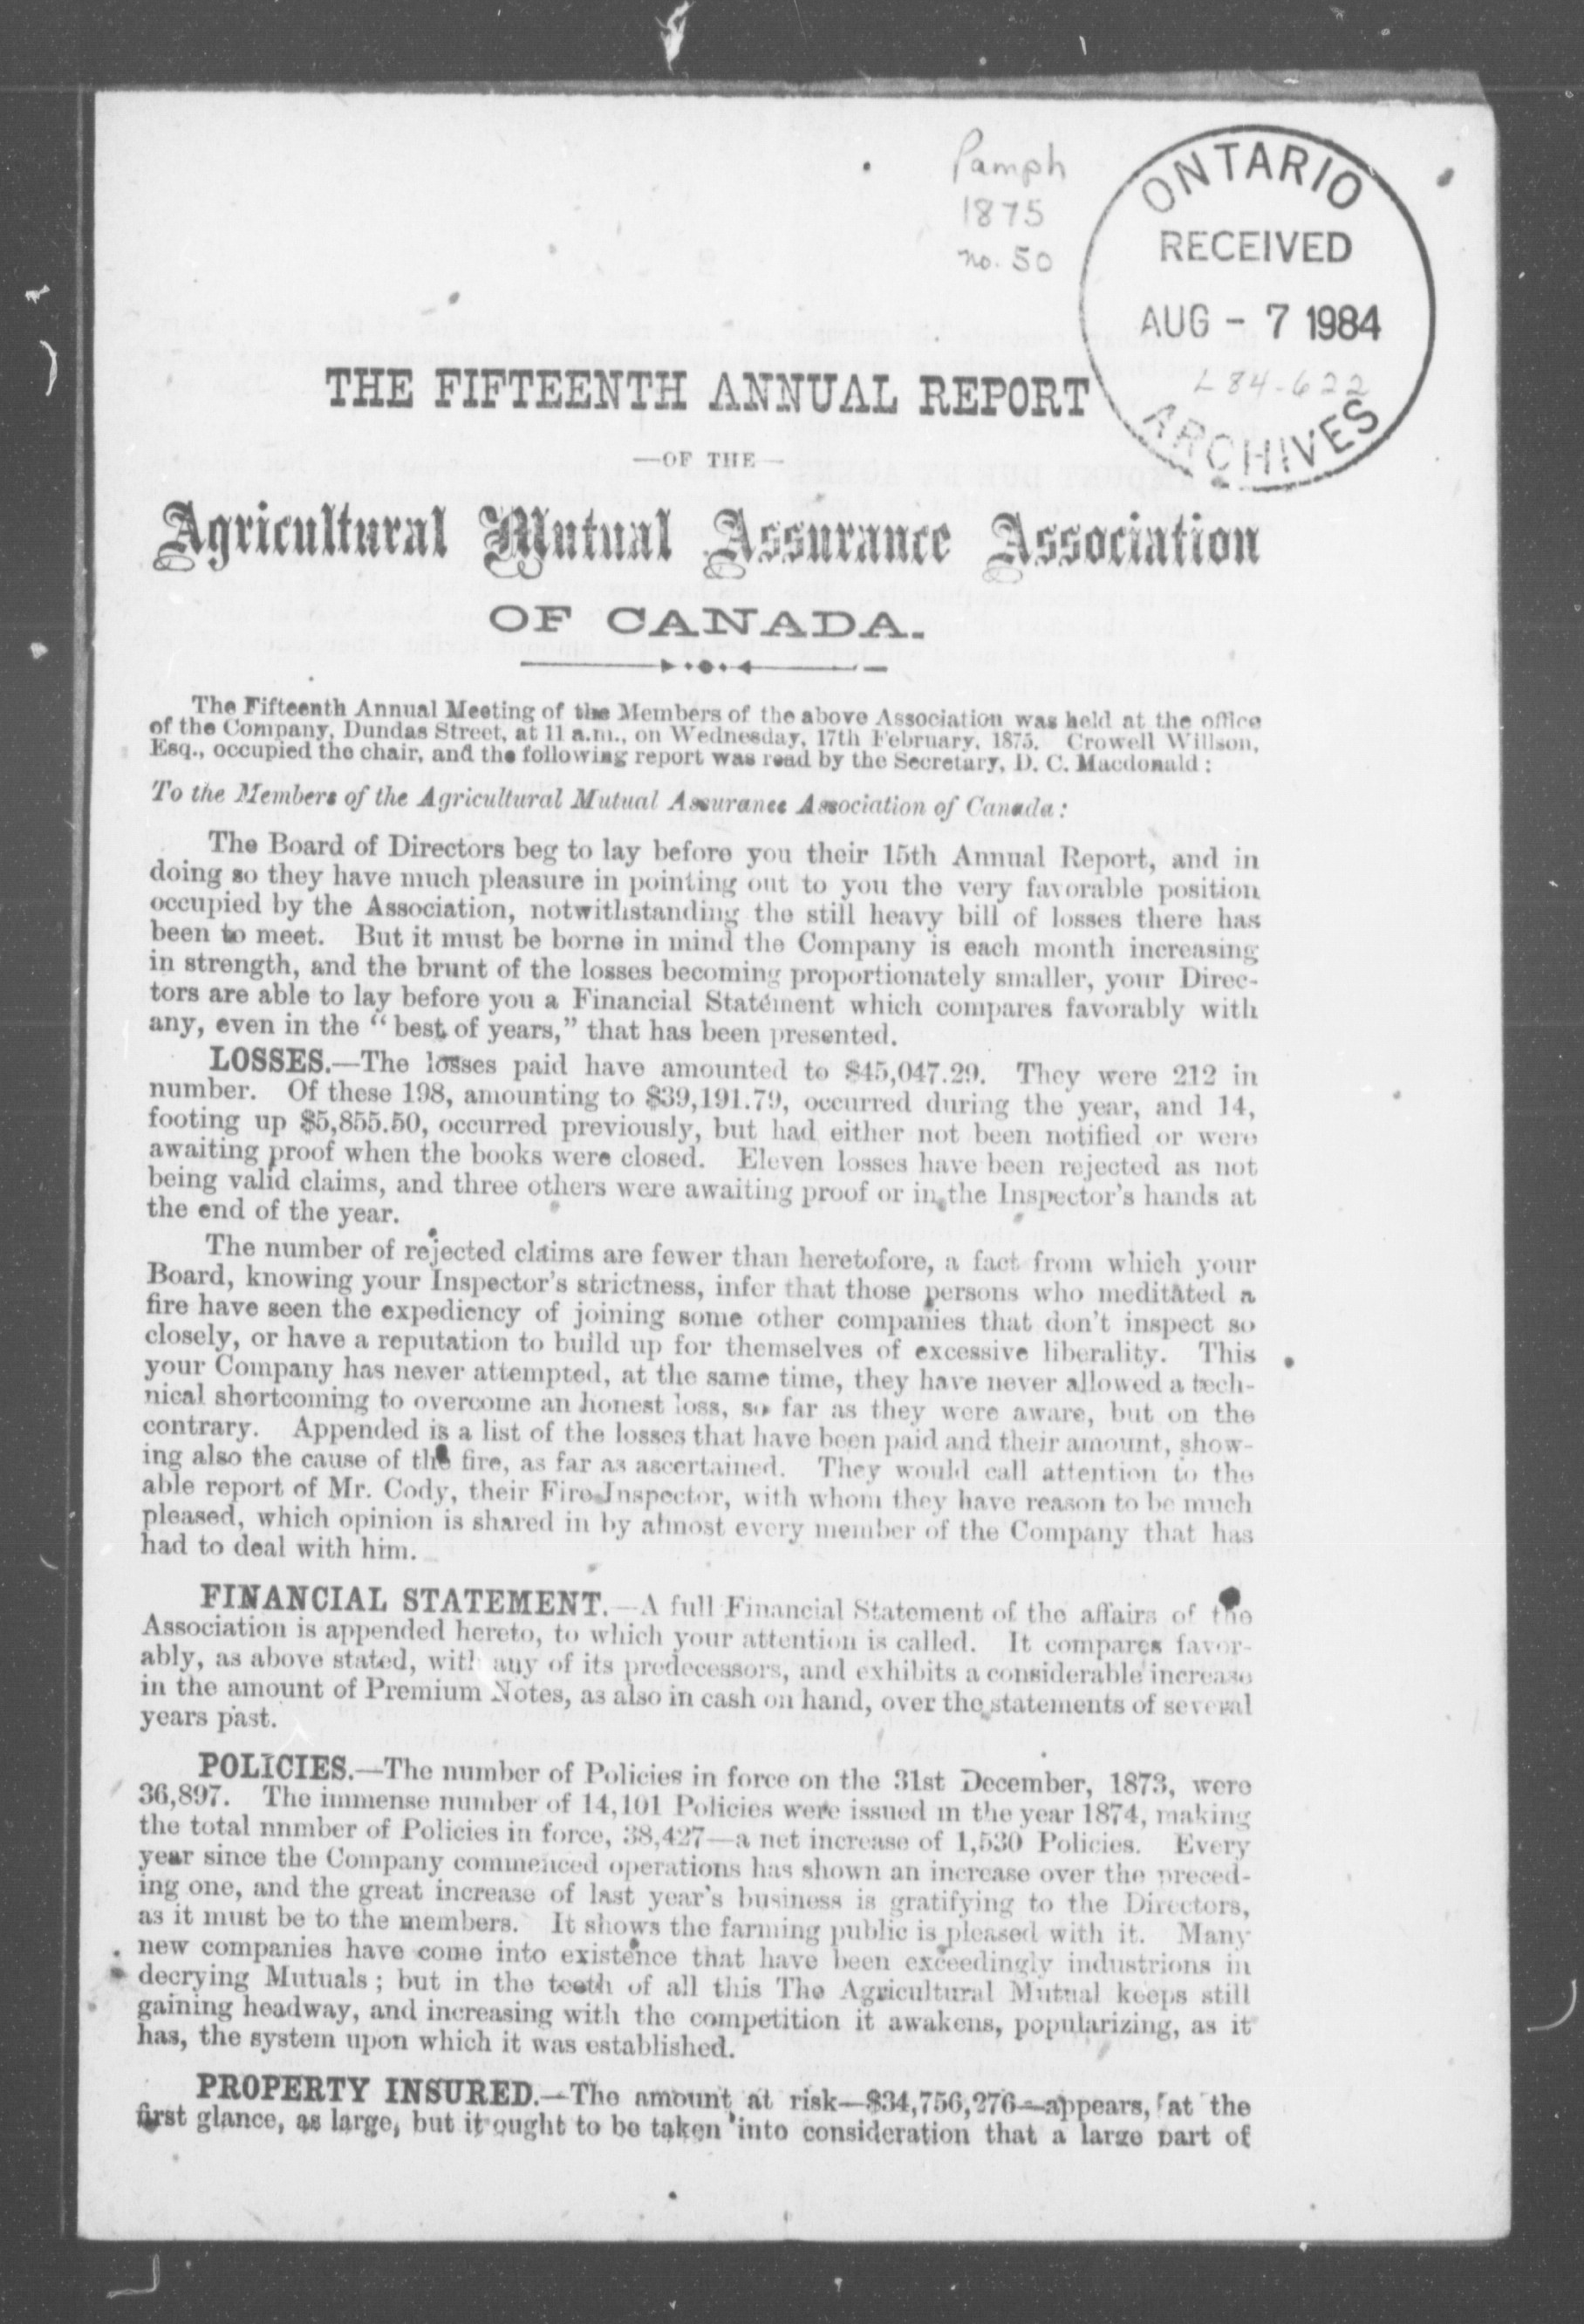 Pamph
1875
no. 50
ONTARIO
RECEIVED
AUG - 7 1984
L84-622
ARCHIVES
THE FIFTEENTH ANNUAL REPORT
—OF THE—
Agricultural Mutual Assurance Association
OF CANADA.
The Fifteenth Annual Meeting of the Members of the above Association was held at the office
of the Company, Dundas Street, at 11 a.m., on Wednesday, 17th February, 1875. Crowell Willson,
Esq., occupied the chair, and the following report was read by the Secretary, D. C. Macdonald:
To the Members of the Agricultural Mutual Assurance Association of Canada:
The Board of Directors beg to lay before you their 15th Annual Report, and in
doing so they have much pleasure in pointing out to you the very favorable position
occupied by the Association, notwithstanding the still heavy bill of losses there has
been to meet. But it must be borne in mind the Company is each month increasing
in strength, and the brunt of the losses becoming proportionately smaller, your Direc-
tors are able to lay before you a Financial Statement which compares favorably with
any, even in the “best of years,” that has been presented.
LOSSES.—The losses paid have amounted to $45,047.29. They were 212 in
number. Of these 198, amounting to $39,191.79, occurred during the year, and 14,
footing up $5,855.50, occurred previously, but had either not been notified or were
awaiting proof when the books were closed. Eleven losses have been rejected as not
being valid claims, and three others were awaiting proof or in the Inspector's hands at
the end of the year.
The number of rejected claims are fewer than heretofore, a fact from which your
Board, knowing your Inspector's strictness, infer that those persons who meditated a
fire have seen the expediency of joining some other companies that don't inspect so
closely, or have a reputation to build up for themselves of excessive liberality. This
your Company has never attempted, at the same time, they have never allowed a tech-
nical shortcoming to overcome an honest loss, so far as they were aware, but on the
contrary. Appended is a list of the losses that have been paid and their amount, show-
ing also the cause of the fire, as far as ascertained. They would call attention to the
able report of Mr. Cody, their Fire Inspector, with whom they have reason to be much
pleased, which opinion is shared in by almost every member of the Company that has
had to deal with him.
FINANCIAL STATEMENT.—A full Financial Statement of the affairs of the
Association is appended hereto, to which your attention is called. It compares favor-
ably, as above stated, with any of its predecessors, and exhibits a considerable increase
in the amount of Premium Notes, as also in cash on hand, over the statements of several
years past.
POLICIES.—The number of Policies in force on the 31st December, 1873, were
36,897. The immense number of 14,101 Policies were issued in the year 1874, making
the total nnmber of Policies in force, 38,427—a net increase of 1,530 Policies. Every
year since the Company commenced operations has shown an increase over the preced-
ing one, and the great increase of last year's business is gratifying to the Directors,
as it must be to the members. It shows the farming public is pleased with it. Many
new companies have come into existence that have been exceedingly industrions in
decrying Mutuals; but in the teeth of all this The Agricultural Mutual keeps still
gaining headway, and increasing with the competition it awakens, popularizing, as it
has, the system upon which it was established.
PROPERTY INSURED.—The amount at risk—$34,756,276—appears, at the
first glance, as large, but it ought to be taken into consideration that a large part of